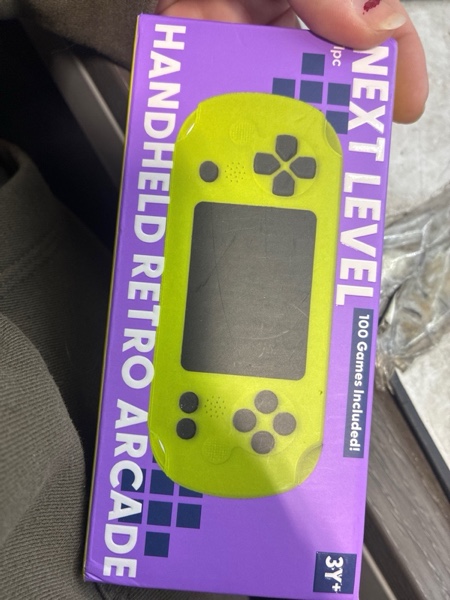 1pc
NEXT LEVEL
100 Games Included!
HANDHELD RETRO ARCADE
3Y+